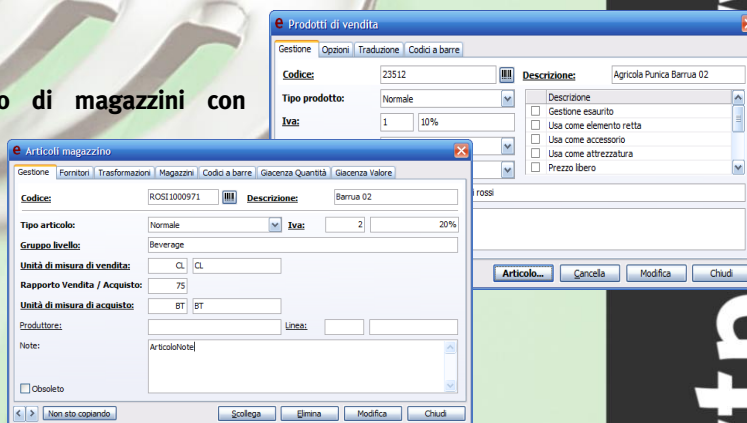 Prodotti di vendita
Gestione Opzioni Traduzione Codici a barre
Codice: 23512 Descrizione: Agricola Punica Barrua 02
Tipo prodotto: Normale
Iva: 1 10%
Descrizione
Gestione esaurito
Usa come elemento retta
Usa come accessorio
Usa come attrezzatura
Prezzo libero
rossi
Articolo... Cancella Modifica Chiudi
di magazzini con
Articoli magazzino
Gestione Fornitori Trasformazioni Magazzini Codici a barre Giacenza Quantità Giacenza Valore
Codice: ROSI1000971 Descrizione: Barrua 02
Tipo articolo: Normale Iva: 2 20%
Gruppo livello: Beverage
Unità di misura di vendita: CL CL
Rapporto Vendita / Acquisto: 75
Unità di misura di acquisto: BT BT
Produttore: Linea:
Note: ArticoloNote
Obsoleto
Non sto copiando Scollega Elimina Modifica Chiudi